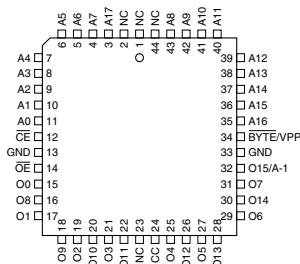 A5 A6 A7 A17 NC NC NC A8 A9 A10 A11
6 5 4 3 2 1 44 43 42 41 40
A4 7 39 A12
A3 8 38 A13
A2 9 37 A14
A1 10 36 A15
A0 11 35 A16
CE 12 34 BYTE/VPP
GND 13 33 GND
OE 14 32 O15/A-1
O0 15 31 O7
O8 16 30 O14
O1 17 29 O6
18 19 20 21 22 23 24 25 26 27 28
O9 O2 O10 O3 O11 NC CC O4 O12 O5 O13